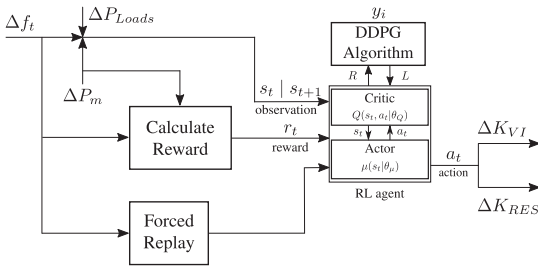 ΔP_Loads
y_i
Δf_t
DDPG
Algorithm
R
L
ΔP_m
s_t | s_{t+1}
observation
Critic
Q(s_t, a_t|θ_Q)
s_t
a_t
Calculate
Reward
r_t
reward
Actor
μ(s_t|θ_μ)
RL agent
a_t
action
ΔK_VI
ΔK_RES
Forced
Replay